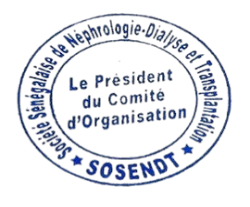 Société Sénégalaise de Néphrologie-Dialyse et Transplantation
Le Président
du Comité
d'Organisation
★ SOSENDT ★